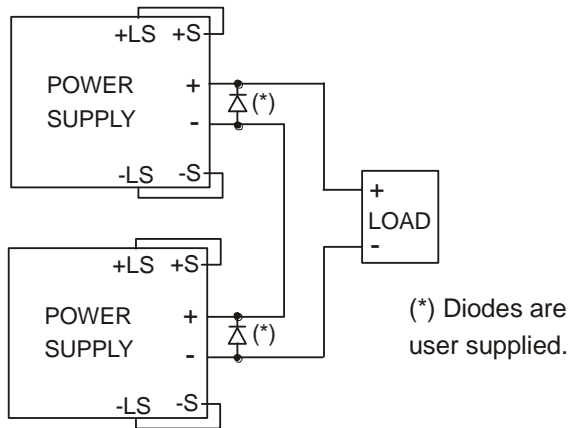 +LS +S
POWER
SUPPLY
+
-
(*)
-LS -S
+
LOAD
-
+LS +S
POWER
SUPPLY
+
-
(*)
-LS -S
(*) Diodes are
user supplied.